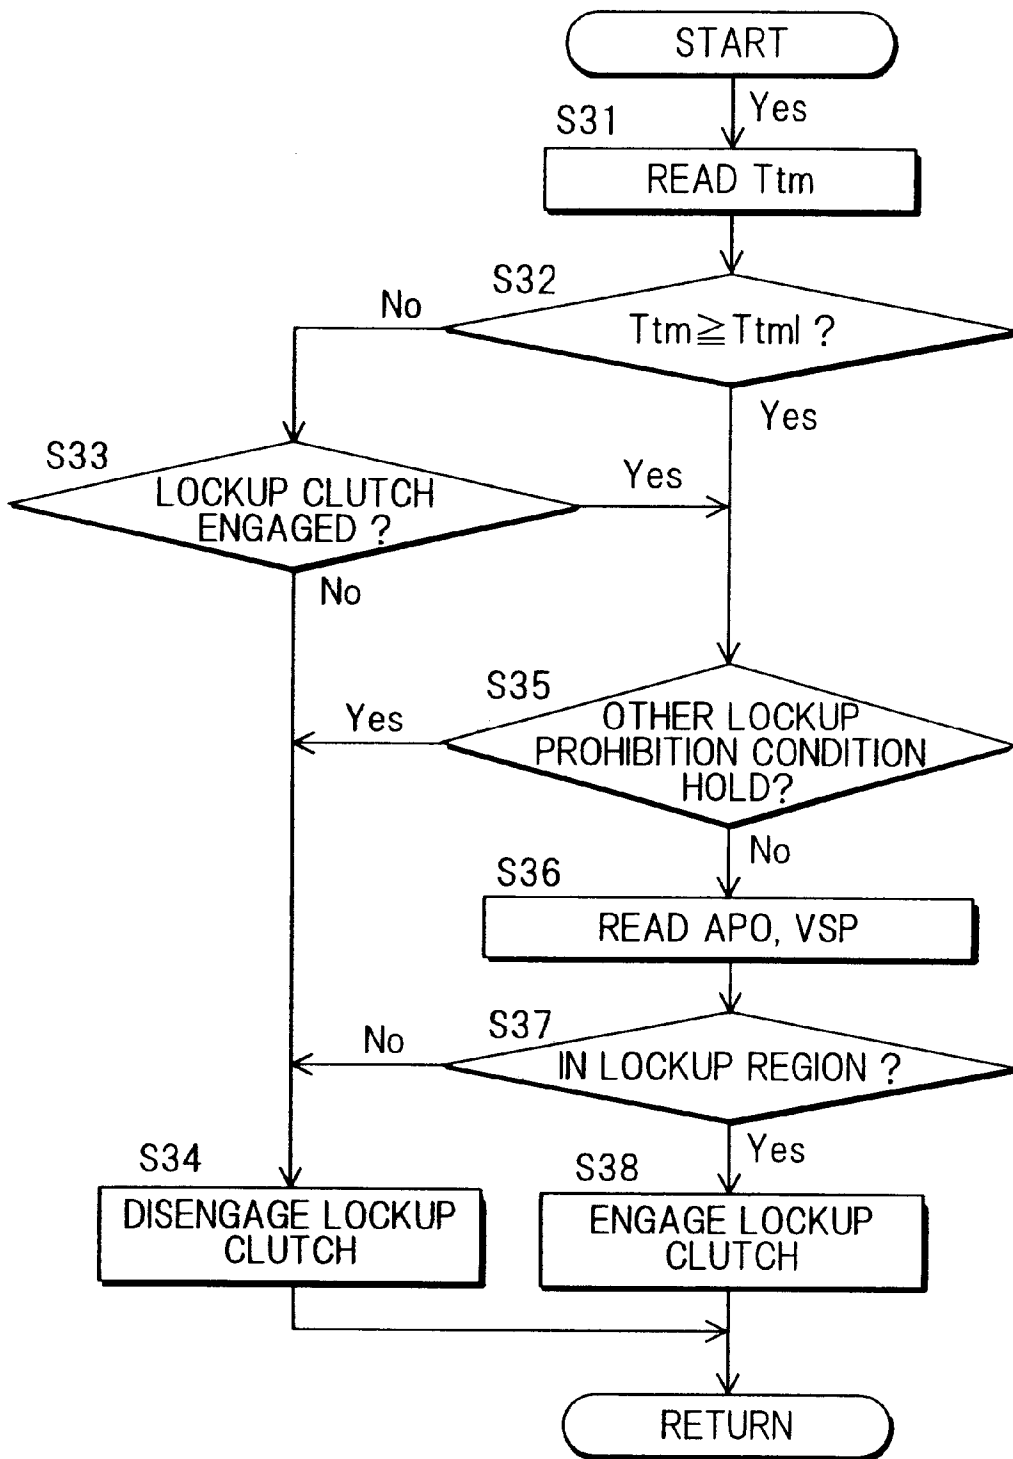 START
Yes
S31
READ Ttm
S32
No
Ttm≧Ttml ?
Yes
S33
LOCKUP CLUTCH
ENGAGED ?
Yes
No
S35
Yes
OTHER LOCKUP
PROHIBITION CONDITION
HOLD?
No
S36
READ APO, VSP
S37
No
IN LOCKUP REGION ?
Yes
S34
DISENGAGE LOCKUP
CLUTCH
S38
ENGAGE LOCKUP
CLUTCH
RETURN